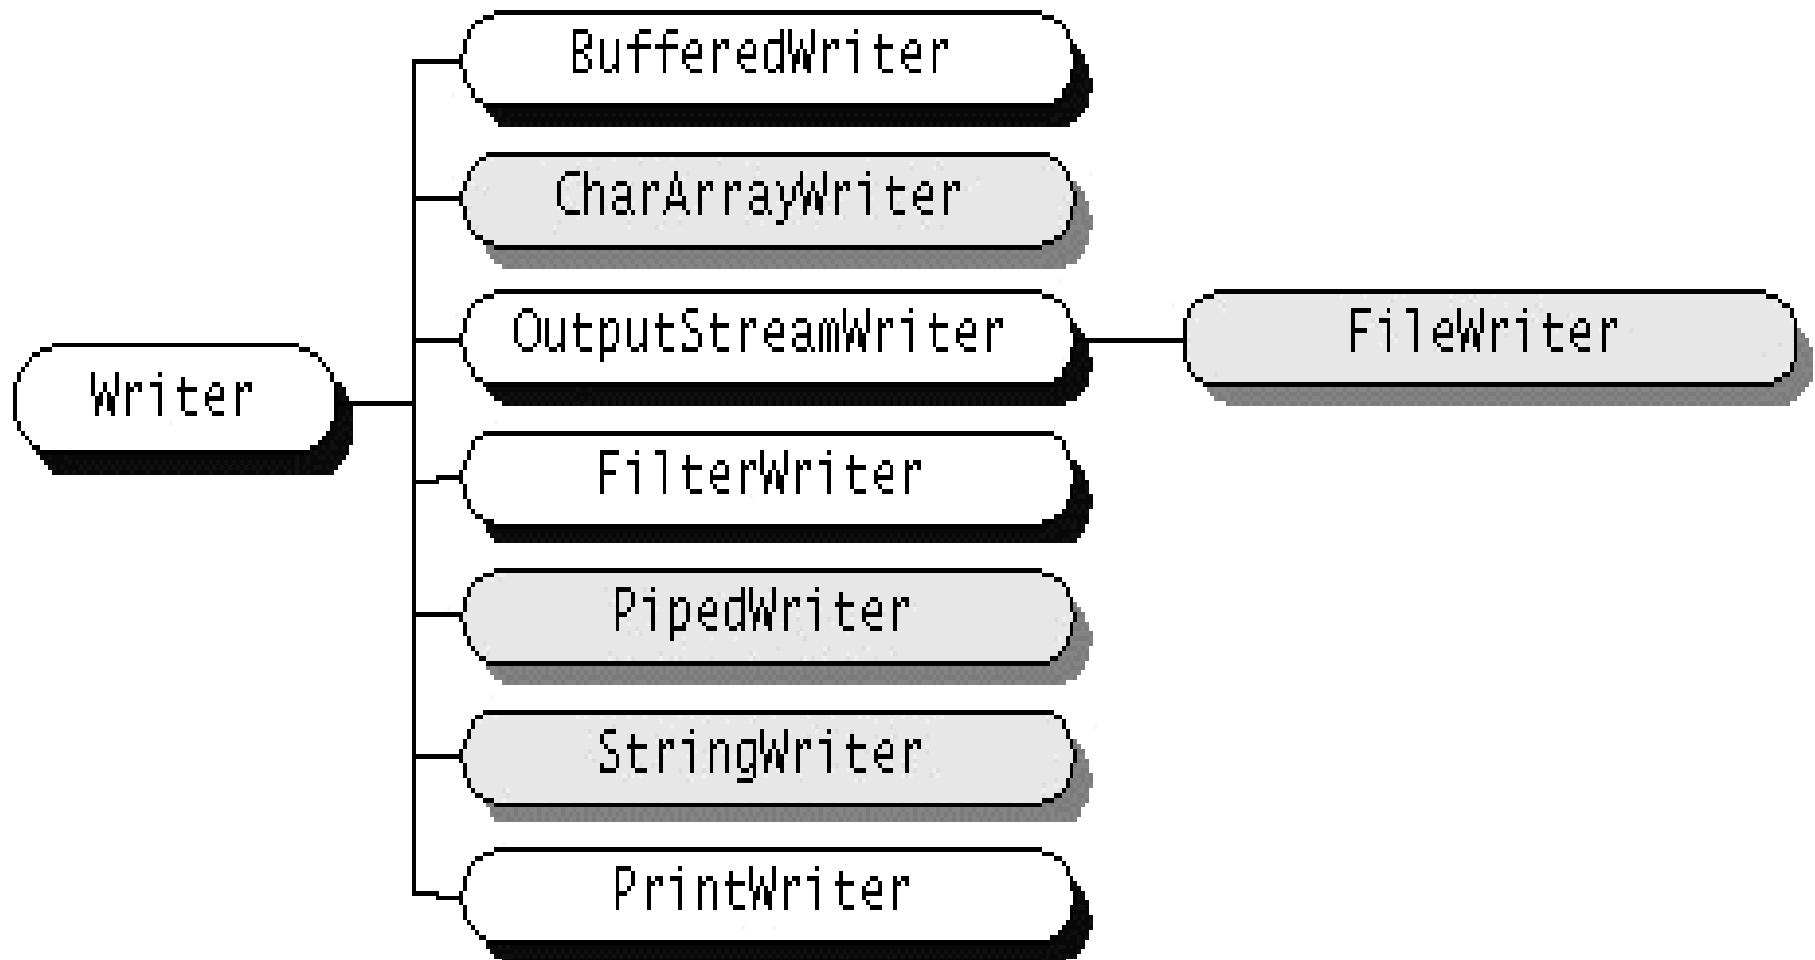 BufferedWriter
CharArrayWriter
OutputStreamWriter
FileWriter
Writer
FilterWriter
PipedWriter
StringWriter
PrintWriter